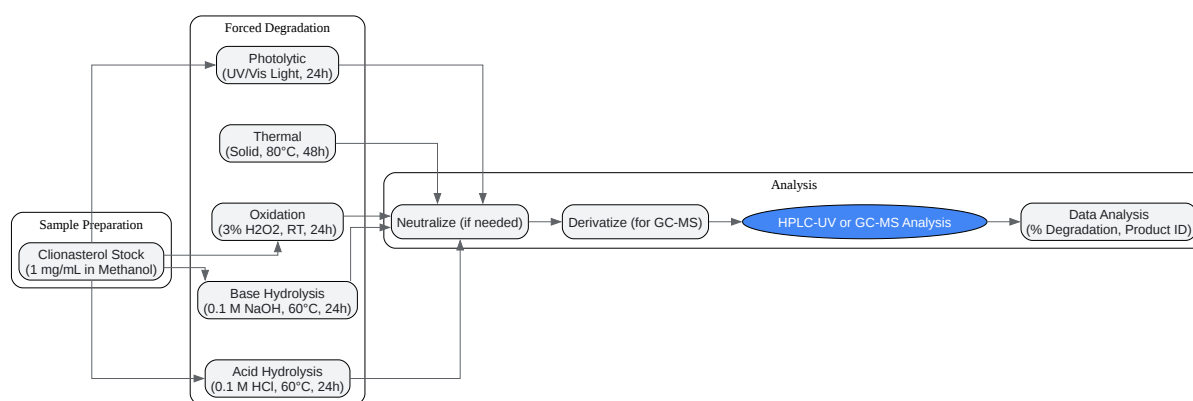 Forced Degradation
Photolytic
(UV/Vis Light, 24h)
Thermal
(Solid, 80°C, 48h)
Analysis
Oxidation
(3% H2O2, RT, 24h)
Neutralize (if needed)
Derivatize (for GC-MS)
HPLC-UV or GC-MS Analysis
Data Analysis
(% Degradation, Product ID)
Sample Preparation
Clionasterol Stock
(1 mg/mL in Methanol)
Base Hydrolysis
(0.1 M NaOH, 60°C, 24h)
Acid Hydrolysis
(0.1 M HCl, 60°C, 24h)